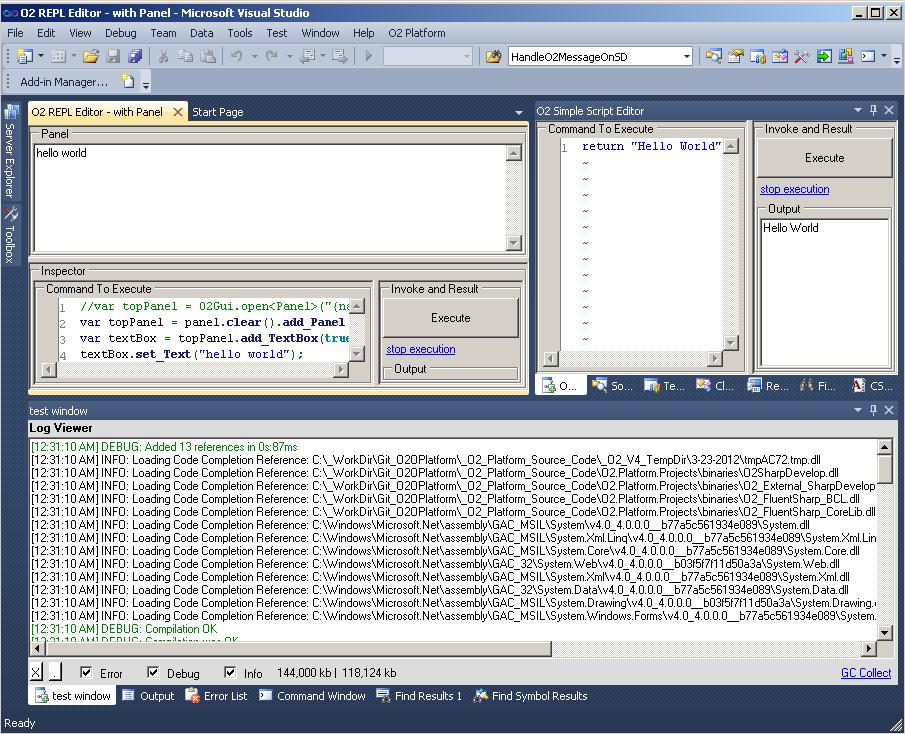 O2 REPL Editor - with Panel - Microsoft Visual Studio
File Edit View Debug Team Data Tools Test Window Help O2 Platform
HandleO2MessageOnSD
Add-in Manager...
Server Explorer
Toolbox
O2 REPL Editor - with Panel
Start Page
Panel
hello world
Inspector
Command To Execute
1 //var topPanel = O2Gui.open<Panel>("{na
2 var topPanel = panel.clear().add_Panel
3 var textBox = topPanel.add_TextBox(true
4 textBox.set_Text("hello world");
Invoke and Result
Execute
stop execution
Output
O2 Simple Script Editor
Command To Execute
1 return "Hello World"
~
~
~
~
~
~
~
~
~
~
~
~
Invoke and Result
Execute
stop execution
Output
Hello World
O... So... Te... Cl... Re... Fi... CS...
test window
Log Viewer
[12:31:10 AM] DEBUG: Added 13 references in 0s:87ms
[12:31:10 AM] INFO: Loading Code Completion Reference: C:\_WorkDir\Git_O2OPlatform\_O2_Platform_Source_Code\_O2_V4_TempDir\3-23-2012\tmpAC72.tmp.dll
[12:31:10 AM] INFO: Loading Code Completion Reference: C:\_WorkDir\Git_O2OPlatform\_O2_Platform_Source_Code\O2.Platform.Projects\binaries\O2SharpDevelop.dll
[12:31:10 AM] INFO: Loading Code Completion Reference: C:\_WorkDir\Git_O2OPlatform\_O2_Platform_Source_Code\O2.Platform.Projects\binaries\O2_External_SharpDevelop
[12:31:10 AM] INFO: Loading Code Completion Reference: C:\_WorkDir\Git_O2OPlatform\_O2_Platform_Source_Code\O2.Platform.Projects\binaries\O2_FluentSharp_BCL.dll
[12:31:10 AM] INFO: Loading Code Completion Reference: C:\_WorkDir\Git_O2OPlatform\_O2_Platform_Source_Code\O2.Platform.Projects\binaries\O2_FluentSharp_CoreLib.dll
[12:31:10 AM] INFO: Loading Code Completion Reference: C:\Windows\Microsoft.Net\assembly\GAC_MSIL\System\v4.0_4.0.0.0__b77a5c561934e089\System.dll
[12:31:10 AM] INFO: Loading Code Completion Reference: C:\Windows\Microsoft.Net\assembly\GAC_MSIL\System.Xml.Linq\v4.0_4.0.0.0__b77a5c561934e089\System.Xml.Lin
[12:31:10 AM] INFO: Loading Code Completion Reference: C:\Windows\Microsoft.Net\assembly\GAC_MSIL\System.Core\v4.0_4.0.0.0__b77a5c561934e089\System.Core.dll
[12:31:10 AM] INFO: Loading Code Completion Reference: C:\Windows\Microsoft.Net\assembly\GAC_32\System.Web\v4.0_4.0.0.0__b03f5f7f11d50a3a\System.Web.dll
[12:31:10 AM] INFO: Loading Code Completion Reference: C:\Windows\Microsoft.Net\assembly\GAC_MSIL\System.Xml\v4.0_4.0.0.0__b77a5c561934e089\System.Xml.dll
[12:31:10 AM] INFO: Loading Code Completion Reference: C:\Windows\Microsoft.Net\assembly\GAC_32\System.Data\v4.0_4.0.0.0__b77a5c561934e089\System.Data.dll
[12:31:10 AM] INFO: Loading Code Completion Reference: C:\Windows\Microsoft.Net\assembly\GAC_MSIL\System.Drawing\v4.0_4.0.0.0__b03f5f7f11d50a3a\System.Drawing.
[12:31:10 AM] INFO: Loading Code Completion Reference: C:\Windows\Microsoft.Net\assembly\GAC_MSIL\System.Windows.Forms\v4.0_4.0.0.0__b77a5c561934e089\System.
[12:31:10 AM] DEBUG: Compilation OK
[12:31:10 AM] DEBUG: Compilation was OK
X . Error Debug Info 144,000 kb | 118,124 kb GC Collect
test window Output Error List Command Window Find Results 1 Find Symbol Results
Ready